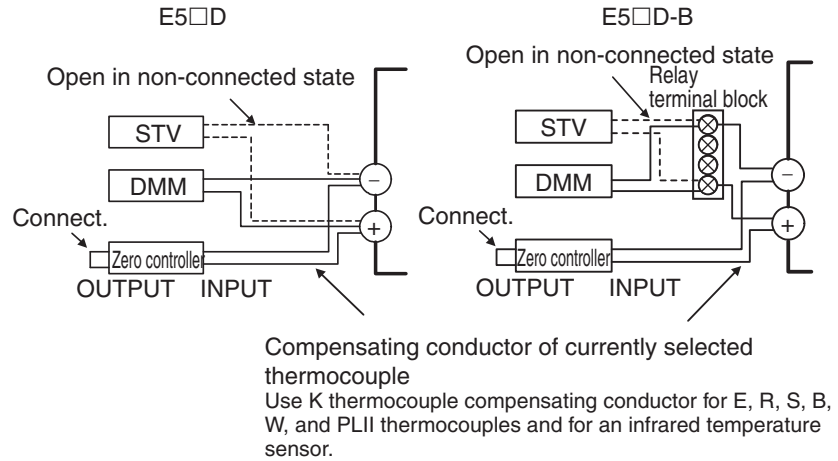 E5□D
Open in non-connected state
STV
DMM
−
+
Connect.
Zero controller
OUTPUT INPUT
E5□D-B
Open in non-connected state
Relay
terminal block
STV
DMM
−
+
Connect.
Zero controller
OUTPUT INPUT
Compensating conductor of currently selected
thermocouple
Use K thermocouple compensating conductor for E, R, S, B,
W, and PLII thermocouples and for an infrared temperature
sensor.